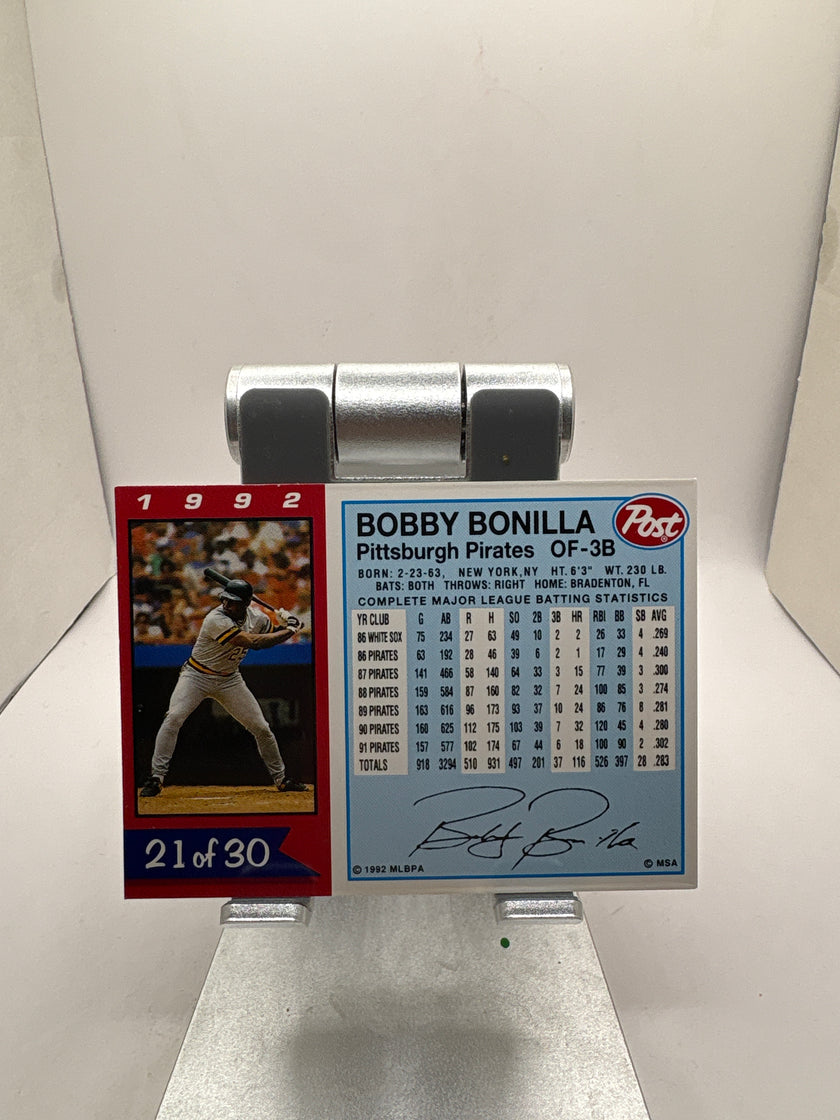 1992
BOBBY BONILLA
Post
Pittsburgh Pirates OF-3B
BORN: 2-23-63, NEW YORK,NY HT. 6'3" WT. 230 LB.
BATS: BOTH THROWS: RIGHT HOME: BRADENTON, FL
COMPLETE MAJOR LEAGUE BATTING STATISTICS
YR CLUB G AB R H SO 2B 3B HR RBI BB SB AVG
86 WHITE SOX 75 234 27 63 49 10 2 2 26 33 4 .269
86 PIRATES 63 192 28 46 39 6 2 1 17 29 4 .240
87 PIRATES 141 466 58 140 64 33 3 15 77 39 3 .300
88 PIRATES 159 584 87 160 82 32 7 24 100 85 3 .274
89 PIRATES 163 616 96 173 93 37 10 24 86 76 8 .281
90 PIRATES 160 625 112 175 103 39 7 32 120 45 4 .280
91 PIRATES 157 577 102 174 67 44 6 18 100 90 2 .302
TOTALS 918 3294 510 931 497 201 37 116 526 397 28 .283
Bobby Bonilla
21 of 30
© 1992 MLBPA
© MSA